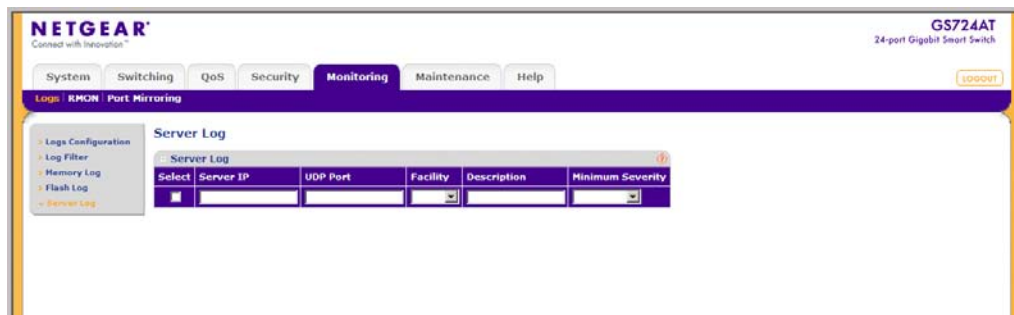 NETGEAR
Connect with Innovation™
GS724AT
24-port Gigabit Smart Switch
System Switching QoS Security Monitoring Maintenance Help
LOGOUT
Logs RMON Port Mirroring
Logs Configuration
Log Filter
Memory Log
Flash Log
Server Log
Server Log
Server Log
Select Server IP UDP Port Facility Description Minimum Severity